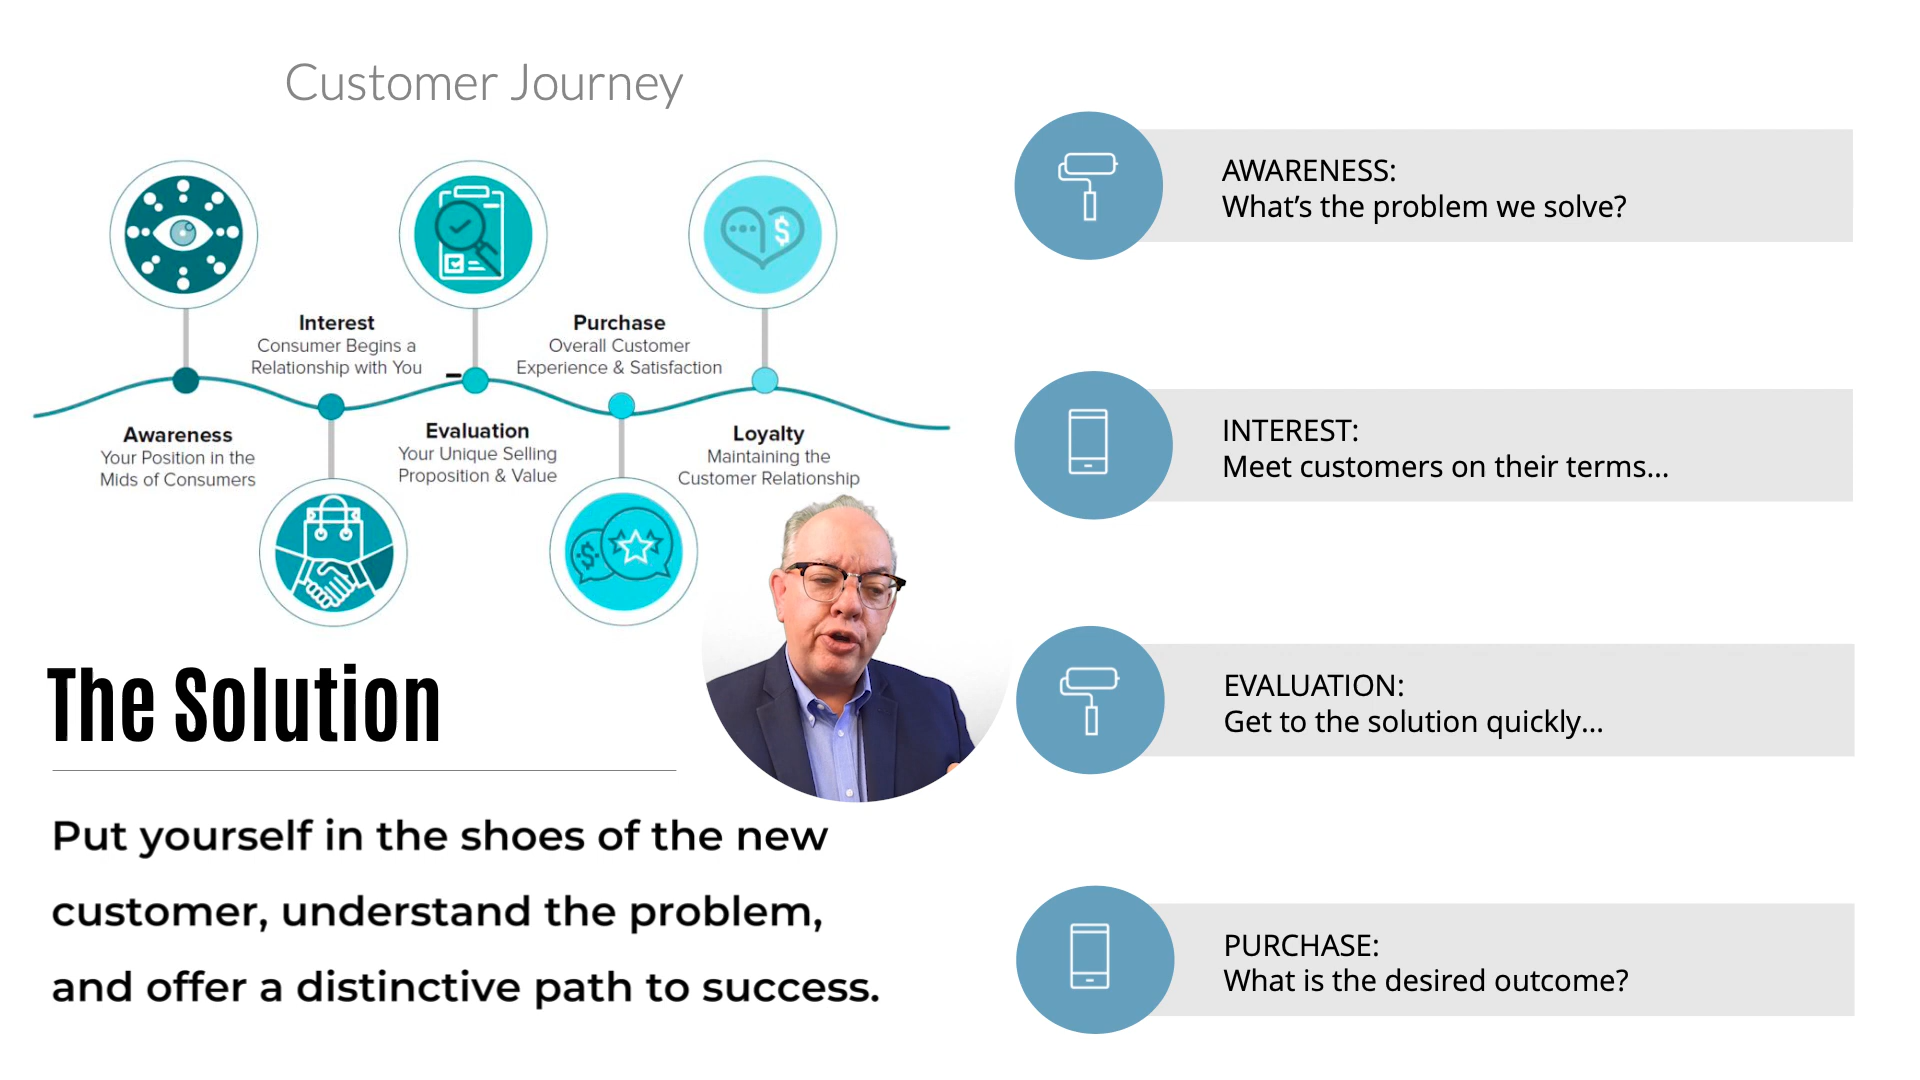 Customer Journey
Interest
Consumer Begins a
Relationship with You
Purchase
Overall Customer
Experience & Satisfaction
Awareness
Your Position in the
Mids of Consumers
Evaluation
Your Unique Selling
Proposition & Value
Loyalty
Maintaining the
Customer Relationship
$
$
The Solution
Put yourself in the shoes of the new
customer, understand the problem,
and offer a distinctive path to success.
AWARENESS:
What’s the problem we solve?
INTEREST:
Meet customers on their terms...
EVALUATION:
Get to the solution quickly...
PURCHASE:
What is the desired outcome?